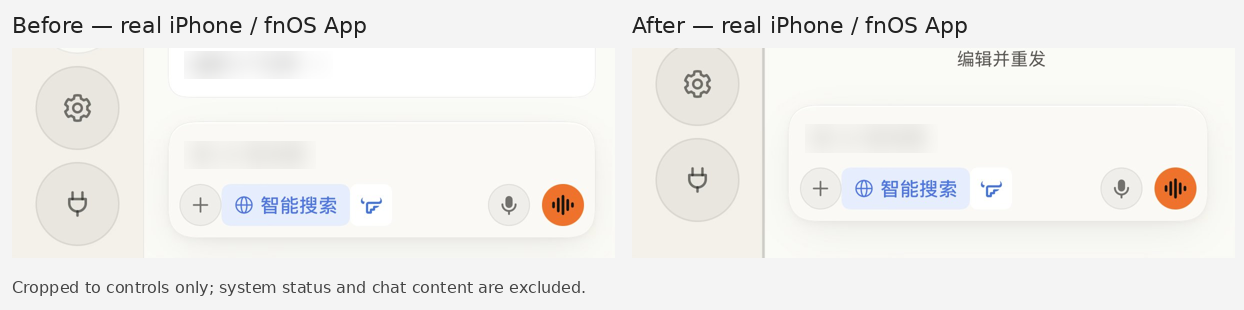 Before — real iPhone / fnOS App
After — real iPhone / fnOS App
编辑并重发
智能搜索
智能搜索
Cropped to controls only; system status and chat content are excluded.